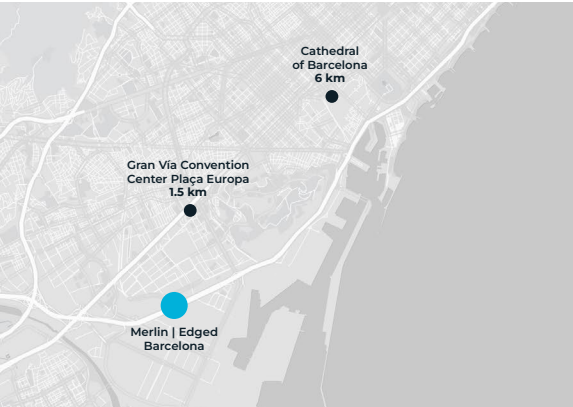 Cathedral
of Barcelona
6 km
Gran Vía Convention
Center Plaça Europa
1.5 km
Merlin | Edged
Barcelona